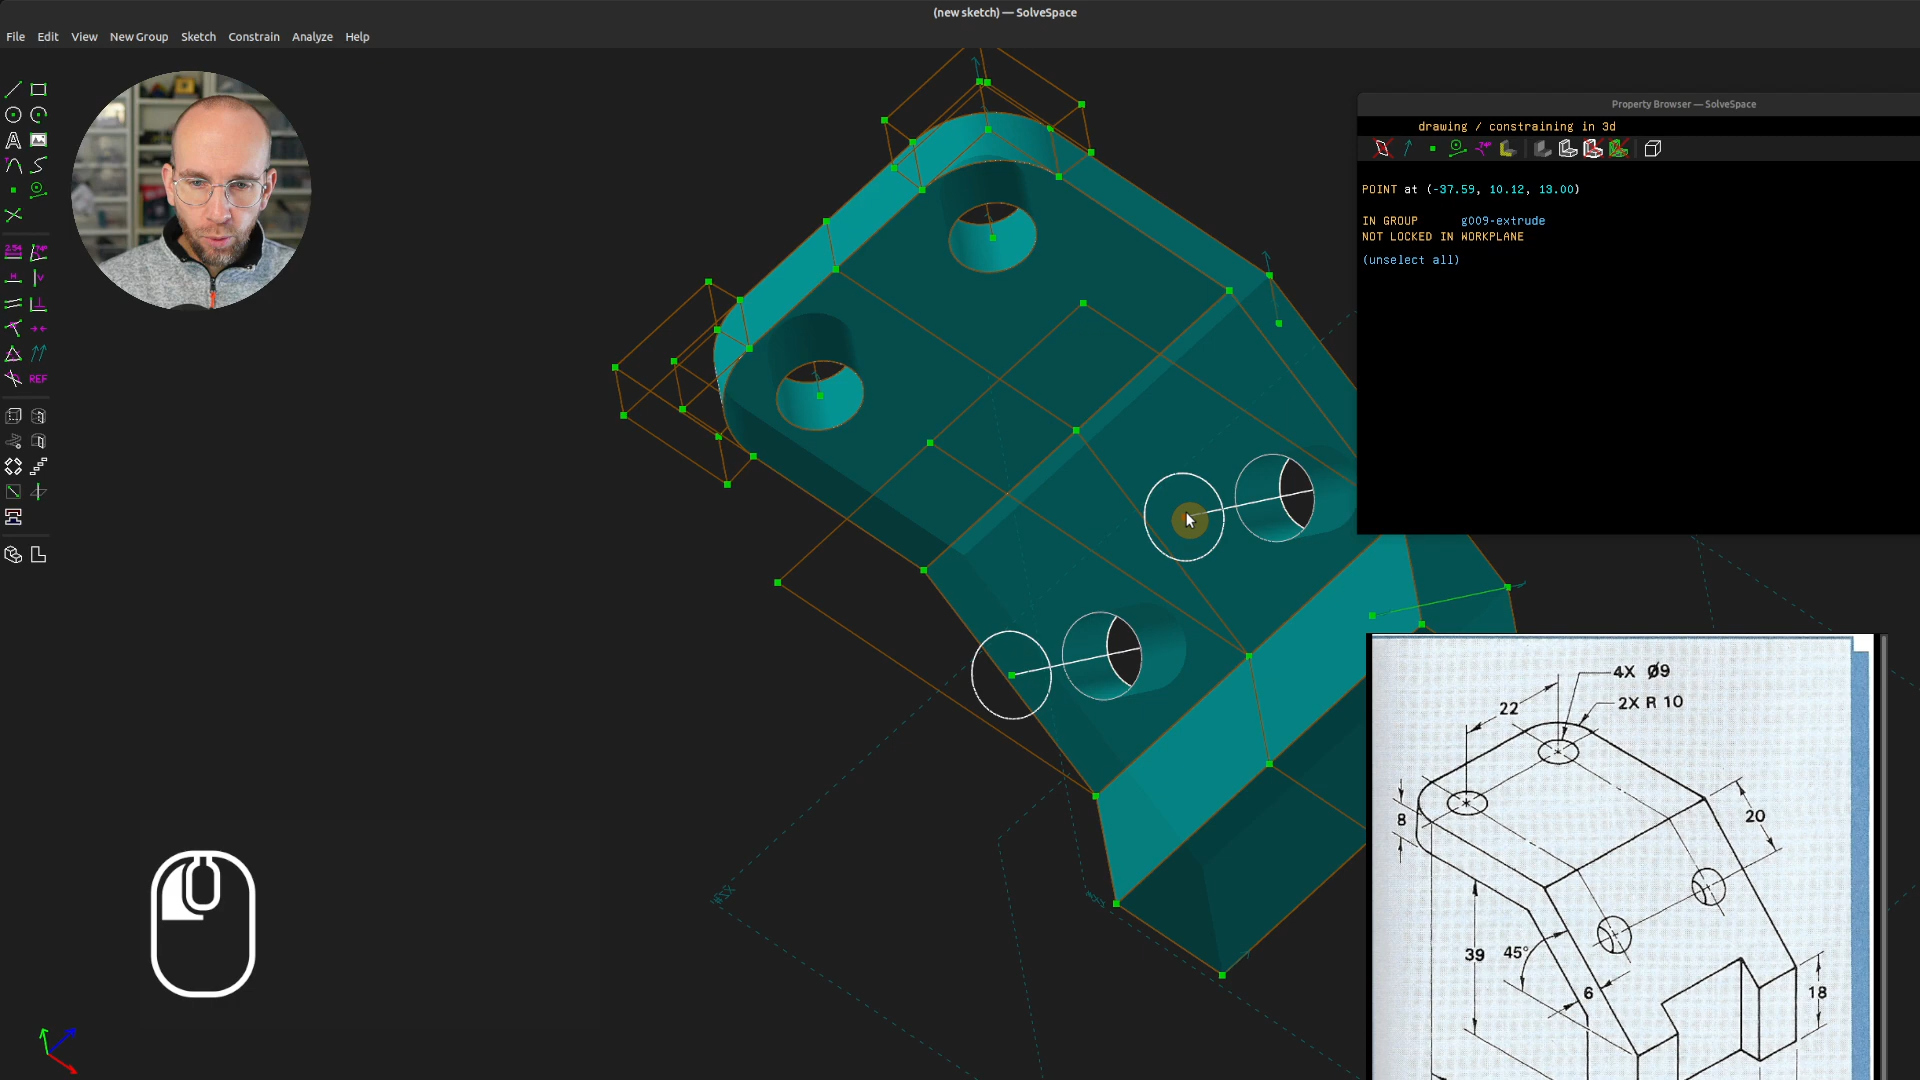 (new sketch) — SolveSpace
File Edit View New Group Sketch Constrain Analyze Help
Property Browser — SolveSpace
drawing / constraining in 3d
POINT at (-37.59, 10.12, 13.00)
IN GROUP g009-extrude
NOT LOCKED IN WORKPLANE
(unselect all)
2.54
REF
4X Ø9
2X R 10
22
20
8
39
45°
6
18